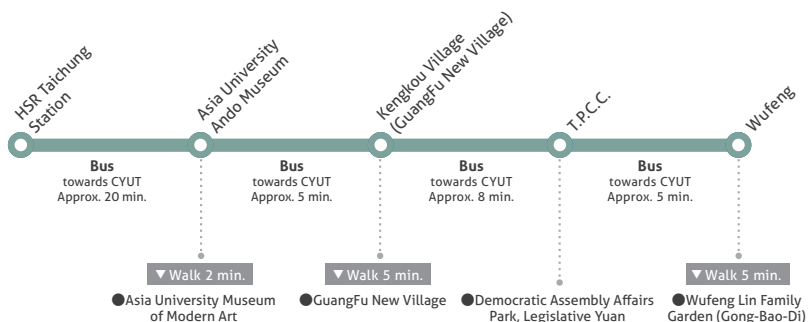 HSR Taichung
Station
Asia University
Ando Museum
Kengkou Village
(GuangFu New Village)
T.P.C.C.
Wufeng
Bus
towards CYUT
Approx. 20 min.
Bus
towards CYUT
Approx. 5 min.
Bus
towards CYUT
Approx. 8 min.
Bus
towards CYUT
Approx. 5 min.
▼ Walk 2 min.
▼ Walk 5 min.
▼ Walk 5 min.
●Asia University Museum
of Modern Art
●GuangFu New Village
●Democratic Assembly Affairs
Park, Legislative Yuan
●Wufeng Lin Family
Garden (Gong-Bao-Di)